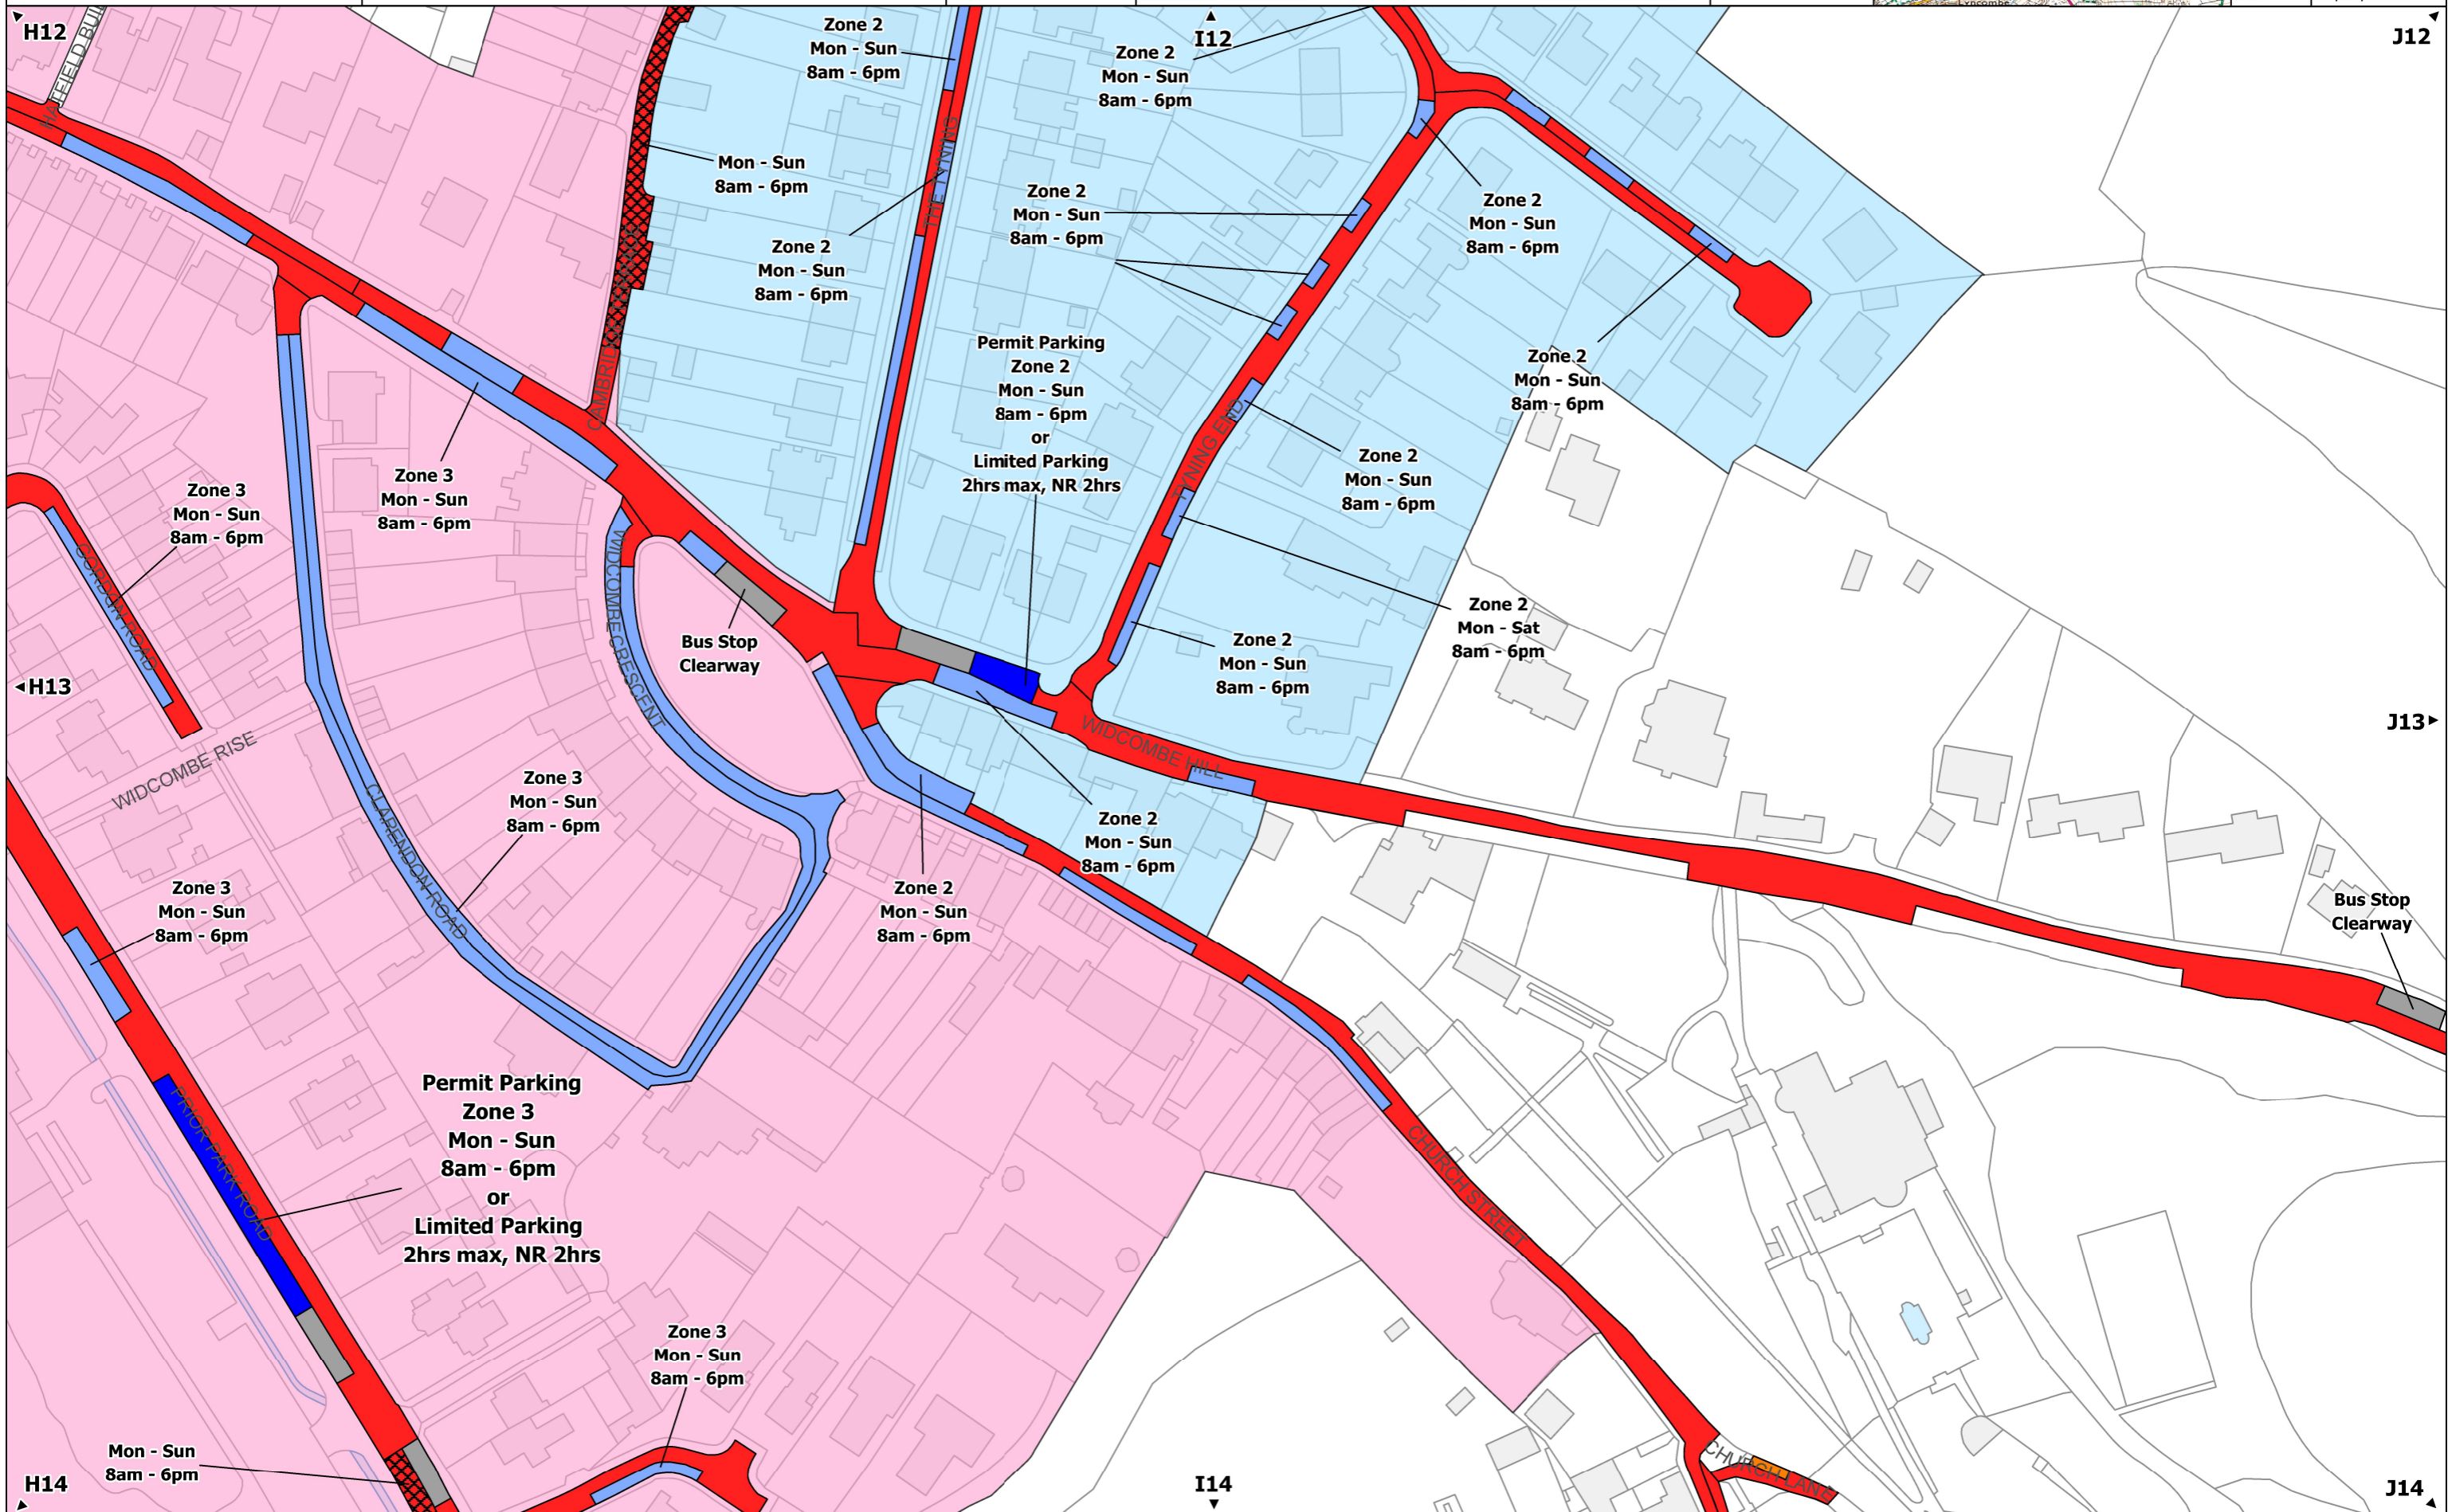 Lyncombe
H12
HATFIELD BUIL
Zone 2
Mon - Sun
8am - 6pm
Zone 2
Mon - Sun
8am - 6pm
I12
J12
Mon - Sun
8am - 6pm
THE TYNING
Zone 2
Mon - Sun
8am - 6pm
Zone 2
Mon - Sun
8am - 6pm
Zone 2
Mon - Sun
8am - 6pm
Permit Parking
Zone 2
Mon - Sun
8am - 6pm
or
Limited Parking
2hrs max, NR 2hrs
Zone 2
Mon - Sun
8am - 6pm
CAMBRID
TYNING END
Zone 2
Mon - Sun
8am - 6pm
Zone 3
Mon - Sun
8am - 6pm
Zone 3
Mon - Sun
8am - 6pm
GORDON ROAD
WIDCOMBE CRESCENT
Bus Stop
Clearway
Zone 2
Mon - Sat
8am - 6pm
Zone 2
Mon - Sun
8am - 6pm
H13
J13
WIDCOMBE RISE
WIDCOMBE HILL
Zone 3
Mon - Sun
8am - 6pm
CLARENDON ROAD
Zone 2
Mon - Sun
8am - 6pm
Zone 3
Mon - Sun
8am - 6pm
Zone 2
Mon - Sun
8am - 6pm
Bus Stop
Clearway
Permit Parking
Zone 3
Mon - Sun
8am - 6pm
or
Limited Parking
2hrs max, NR 2hrs
PRIOR PARK ROAD
CHURCH STREET
Zone 3
Mon - Sun
8am - 6pm
Mon - Sun
8am - 6pm
CHURCH LANE
H14
I14
J14